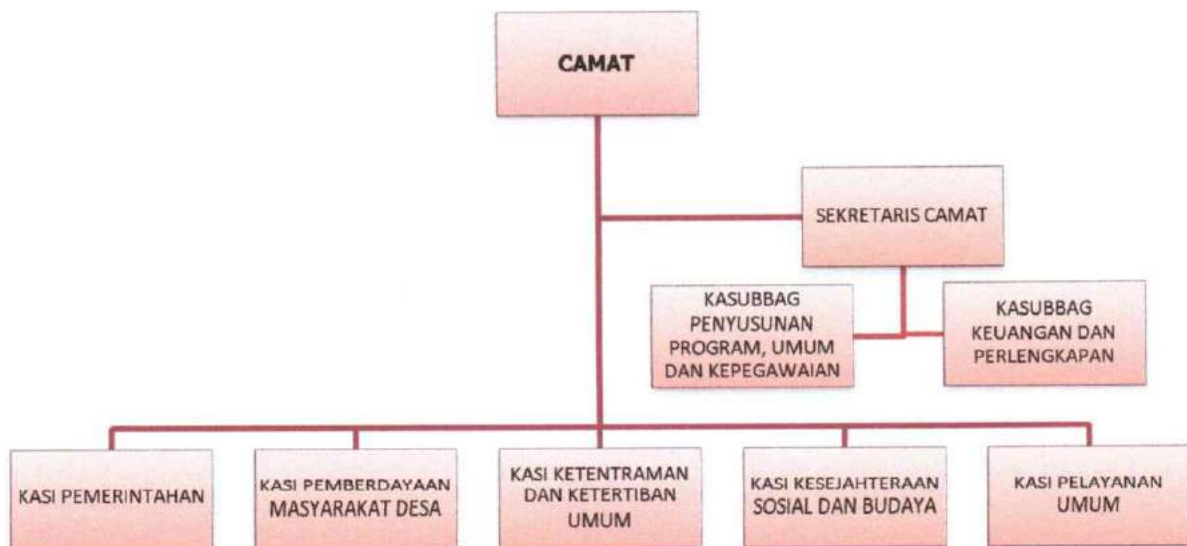 CAMAT
SEKRETARIS CAMAT
KASUBBAG
PENYUSUNAN
PROGRAM, UMUM
DAN KEPEGAWAIAN
KASUBBAG
KEUANGAN DAN
PERLENGKAPAN
KASI PEMERINTAHAN
KASI PEMBERDAYAAN
MASYARAKAT DESA
KASI KETENTRAMAN
DAN KETERTIBAN
UMUM
KASI KESEJAHTERAAN
SOSIAL DAN BUDAYA
KASI PELAYANAN
UMUM